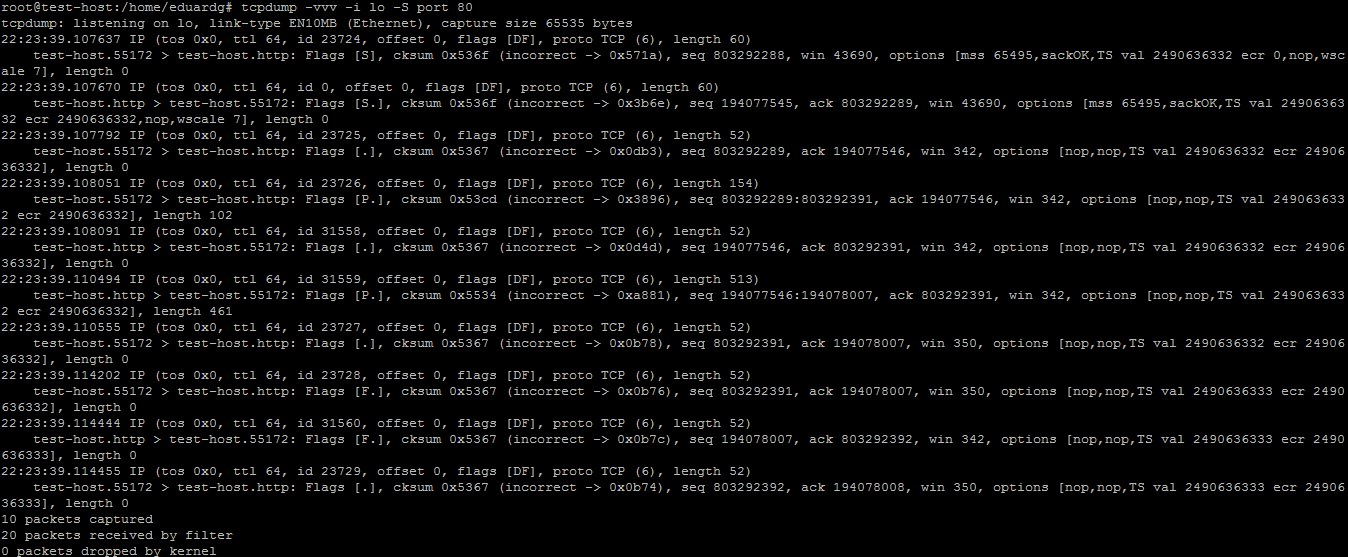 root@test-host:/home/eduardg# tcpdump -vvv -i lo -S port 80
tcpdump: listening on lo, link-type EN10MB (Ethernet), capture size 65535 bytes
22:23:39.107637 IP (tos 0x0, ttl 64, id 23724, offset 0, flags [DF], proto TCP (6), length 60)
    test-host.55172 > test-host.http: Flags [S], cksum 0x536f (incorrect -> 0x571a), seq 803292288, win 43690, options [mss 65495,sackOK,TS val 2490636332 ecr 0,nop,wsc
ale 7], length 0
22:23:39.107670 IP (tos 0x0, ttl 64, id 0, offset 0, flags [DF], proto TCP (6), length 60)
    test-host.http > test-host.55172: Flags [S.], cksum 0x536f (incorrect -> 0x3b6e), seq 194077545, ack 803292289, win 43690, options [mss 65495,sackOK,TS val 24906363
32 ecr 2490636332,nop,wscale 7], length 0
22:23:39.107792 IP (tos 0x0, ttl 64, id 23725, offset 0, flags [DF], proto TCP (6), length 52)
    test-host.55172 > test-host.http: Flags [.], cksum 0x5367 (incorrect -> 0x0db3), seq 803292289, ack 194077546, win 342, options [nop,nop,TS val 2490636332 ecr 24906
36332], length 0
22:23:39.108051 IP (tos 0x0, ttl 64, id 23726, offset 0, flags [DF], proto TCP (6), length 154)
    test-host.55172 > test-host.http: Flags [P.], cksum 0x53cd (incorrect -> 0x3896), seq 803292289:803292391, ack 194077546, win 342, options [nop,nop,TS val 249063633
2 ecr 2490636332], length 102
22:23:39.108091 IP (tos 0x0, ttl 64, id 31558, offset 0, flags [DF], proto TCP (6), length 52)
    test-host.http > test-host.55172: Flags [.], cksum 0x5367 (incorrect -> 0x0d4d), seq 194077546, ack 803292391, win 342, options [nop,nop,TS val 2490636332 ecr 24906
36332], length 0
22:23:39.110494 IP (tos 0x0, ttl 64, id 31559, offset 0, flags [DF], proto TCP (6), length 513)
    test-host.http > test-host.55172: Flags [P.], cksum 0x5534 (incorrect -> 0xa881), seq 194077546:194078007, ack 803292391, win 342, options [nop,nop,TS val 249063633
2 ecr 2490636332], length 461
22:23:39.110555 IP (tos 0x0, ttl 64, id 23727, offset 0, flags [DF], proto TCP (6), length 52)
    test-host.55172 > test-host.http: Flags [.], cksum 0x5367 (incorrect -> 0x0b78), seq 803292391, ack 194078007, win 350, options [nop,nop,TS val 2490636332 ecr 24906
36332], length 0
22:23:39.114202 IP (tos 0x0, ttl 64, id 23728, offset 0, flags [DF], proto TCP (6), length 52)
    test-host.55172 > test-host.http: Flags [F.], cksum 0x5367 (incorrect -> 0x0b76), seq 803292391, ack 194078007, win 350, options [nop,nop,TS val 2490636333 ecr 2490
636332], length 0
22:23:39.114444 IP (tos 0x0, ttl 64, id 31560, offset 0, flags [DF], proto TCP (6), length 52)
    test-host.http > test-host.55172: Flags [F.], cksum 0x5367 (incorrect -> 0x0b7c), seq 194078007, ack 803292392, win 342, options [nop,nop,TS val 2490636333 ecr 2490
636333], length 0
22:23:39.114455 IP (tos 0x0, ttl 64, id 23729, offset 0, flags [DF], proto TCP (6), length 52)
    test-host.55172 > test-host.http: Flags [.], cksum 0x5367 (incorrect -> 0x0b74), seq 803292392, ack 194078008, win 350, options [nop,nop,TS val 2490636333 ecr 24906
36333], length 0
10 packets captured
20 packets received by filter
0 packets dropped by kernel